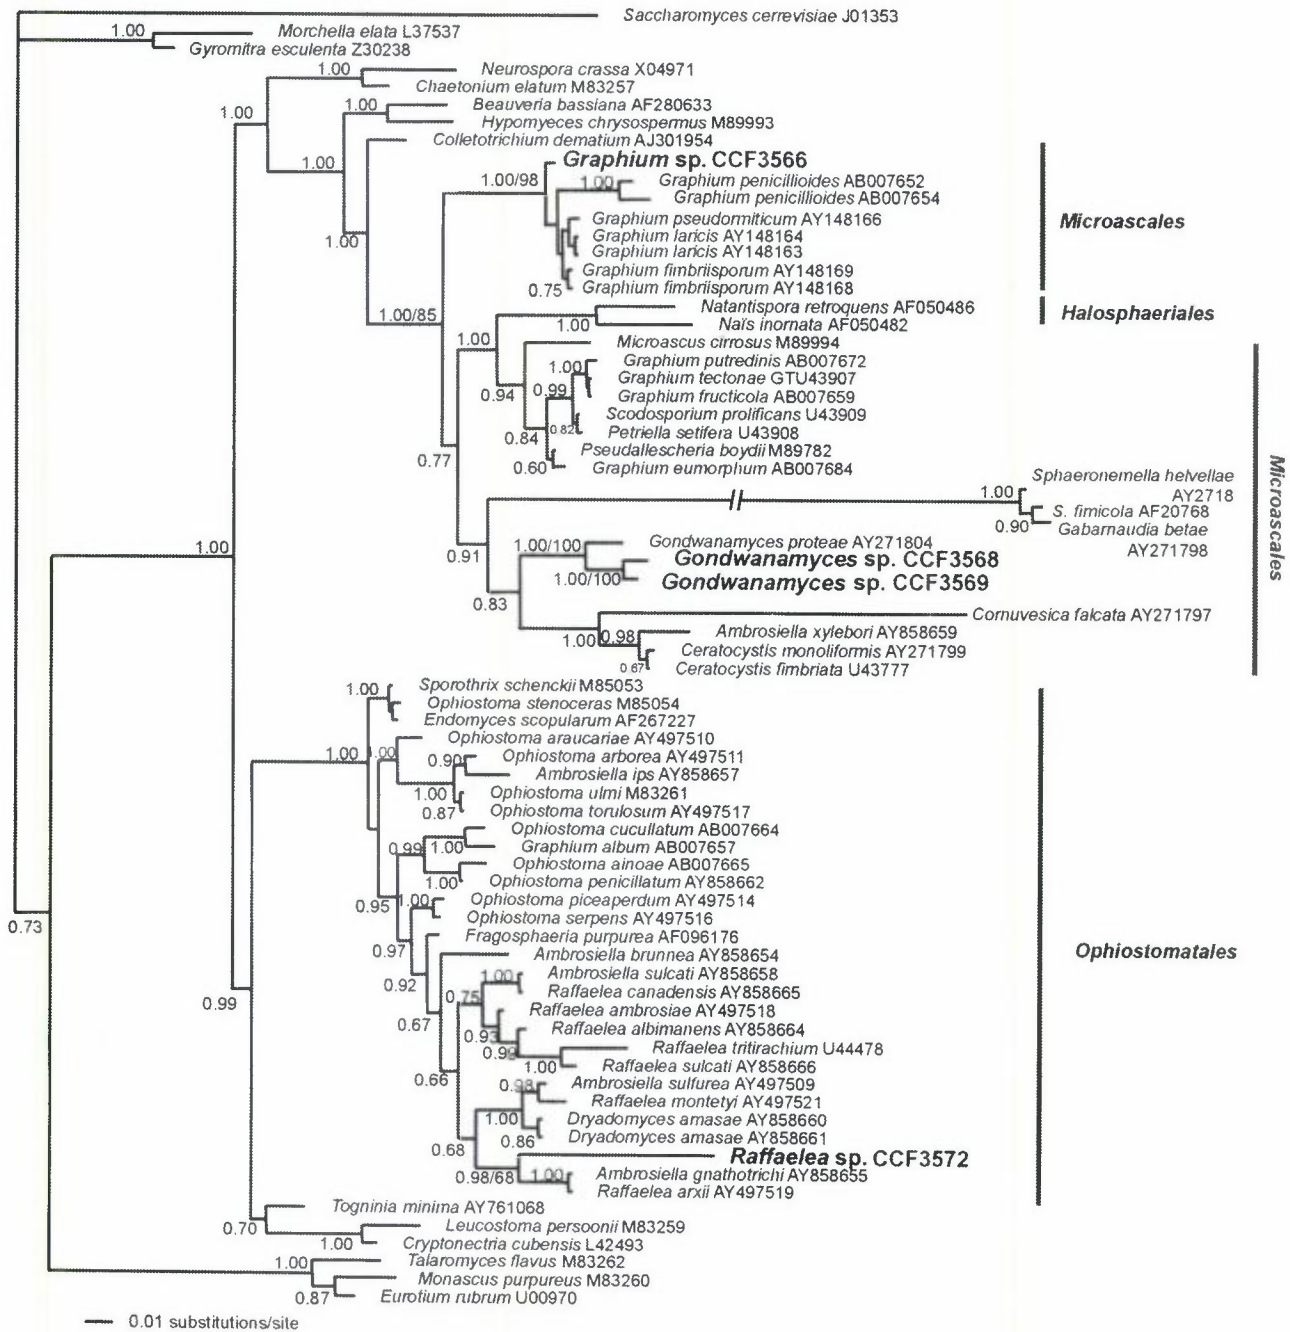 Saccharomyces cerrevisiae J01353
1.00
Morchella elata L37537
Gyromitra esculenta Z30238
1.00
Neurospora crassa X04971
Chaetonium elatum M83257
1.00
1.00
Beauveria bassiana AF280633
Hypomyeces chrysospermus M89993
Colletotrichium dematium AJ301954
1.00
Graphium sp. CCF3566
1.00/98
1.00
Graphium penicillioides AB007652
Graphium penicillioides AB007654
Graphium pseudormiticum AY148166
Microascales
1.00
Graphium laricis AY148164
Graphium laricis AY148163
Graphium fimbriisporum AY148169
0.75
Graphium fimbriisporum AY148168
1.00/85
Natantispora retroquens AF050486
Halosphaeriales
1.00
Naïs inornata AF050482
1.00
Microascus cirrosus M89994
1.00
Graphium putredinis AB007672
Graphium tectonae GTU43907
0.94
0.99
Graphium fructicola AB007659
Scodosporium prolificans U43909
0.82
0.84
Petriella setifera U43908
Pseudallescheria boydii M89782
0.77
0.60
Graphium eumorphum AB007684
Microascales
Sphaeronemella helvellae
1.00
AY2718
S. fimicola AF20768
0.90
Gabarnaudia betae
AY271798
0.91
1.00/100
Gondwanamyces proteae AY271804
Gondwanamyces sp. CCF3568
1.00/100
Gondwanamyces sp. CCF3569
0.83
Cornuvesica falcata AY271797
1.00
0.98
Ambrosiella xylebori AY858659
Ceratocystis monoliformis AY271799
0.67
Ceratocystis fimbriata U43777
1.00
1.00
Sporothrix schenckii M85053
Ophiostoma stenoceras M85054
Endomyces scopularum AF267227
Ophiostoma araucariae AY497510
1.00
1.00
0.90
Ophiostoma arborea AY497511
Ambrosiella ips AY858657
1.00
Ophiostoma ulmi M83261
0.87
Ophiostoma torulosum AY497517
Ophiostoma cucullatum AB007664
0.99
1.00
Graphium album AB007657
Ophiostoma ainoae AB007665
1.00
Ophiostoma penicillatum AY858662
0.95
1.00
Ophiostoma piceaperdum AY497514
Ophiostoma serpens AY497516
0.73
Fragosphaeria purpurea AF096176
0.97
Ambrosiella brunnea AY858654
Ophiostomatales
0.92
1.00
Ambrosiella sulcati AY858658
Raffaelea canadensis AY858665
0.99
0.75
Raffaelea ambrosiae AY497518
0.67
0.93
Raffaelea albimanens AY858664
0.99
Raffaelea tritirachium U44478
1.00
Raffaelea sulcati AY858666
0.66
0.98
Ambrosiella sulfurea AY497509
Raffaelea montetyi AY497521
1.00
Dryadomyces amasae AY858660
0.86
Dryadomyces amasae AY858661
0.68
Raffaelea sp. CCF3572
0.98/68
1.00
Ambrosiella gnathotrichi AY858655
Raffaelea arxii AY497519
Togninia minima AY761068
0.70
Leucostoma persoonii M83259
1.00
Cryptonectria cubensis L42493
1.00
Talaromyces flavus M83262
Monascus purpureus M83260
0.87
Eurotium rubrum U00970
0.01 substitutions/site